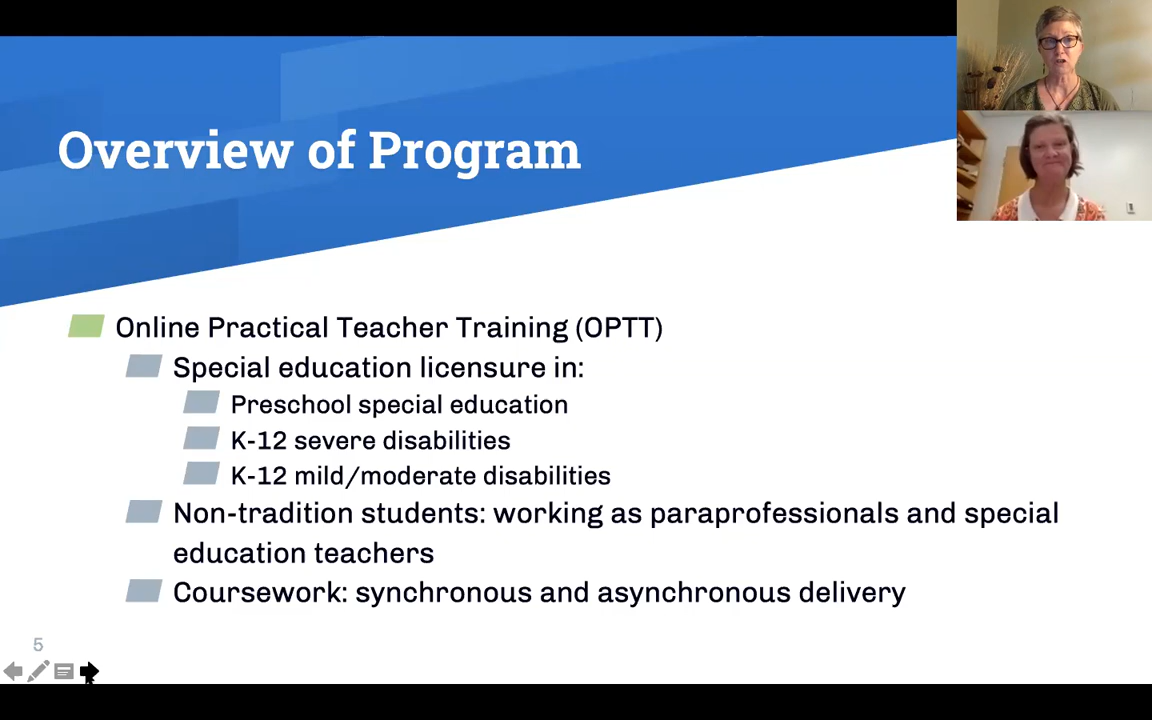 Overview of Program
Online Practical Teacher Training (OPTT)
Special education licensure in:
Preschool special education
K-12 severe disabilities
K-12 mild/moderate disabilities
Non-tradition students: working as paraprofessionals and special
education teachers
Coursework: synchronous and asynchronous delivery
5